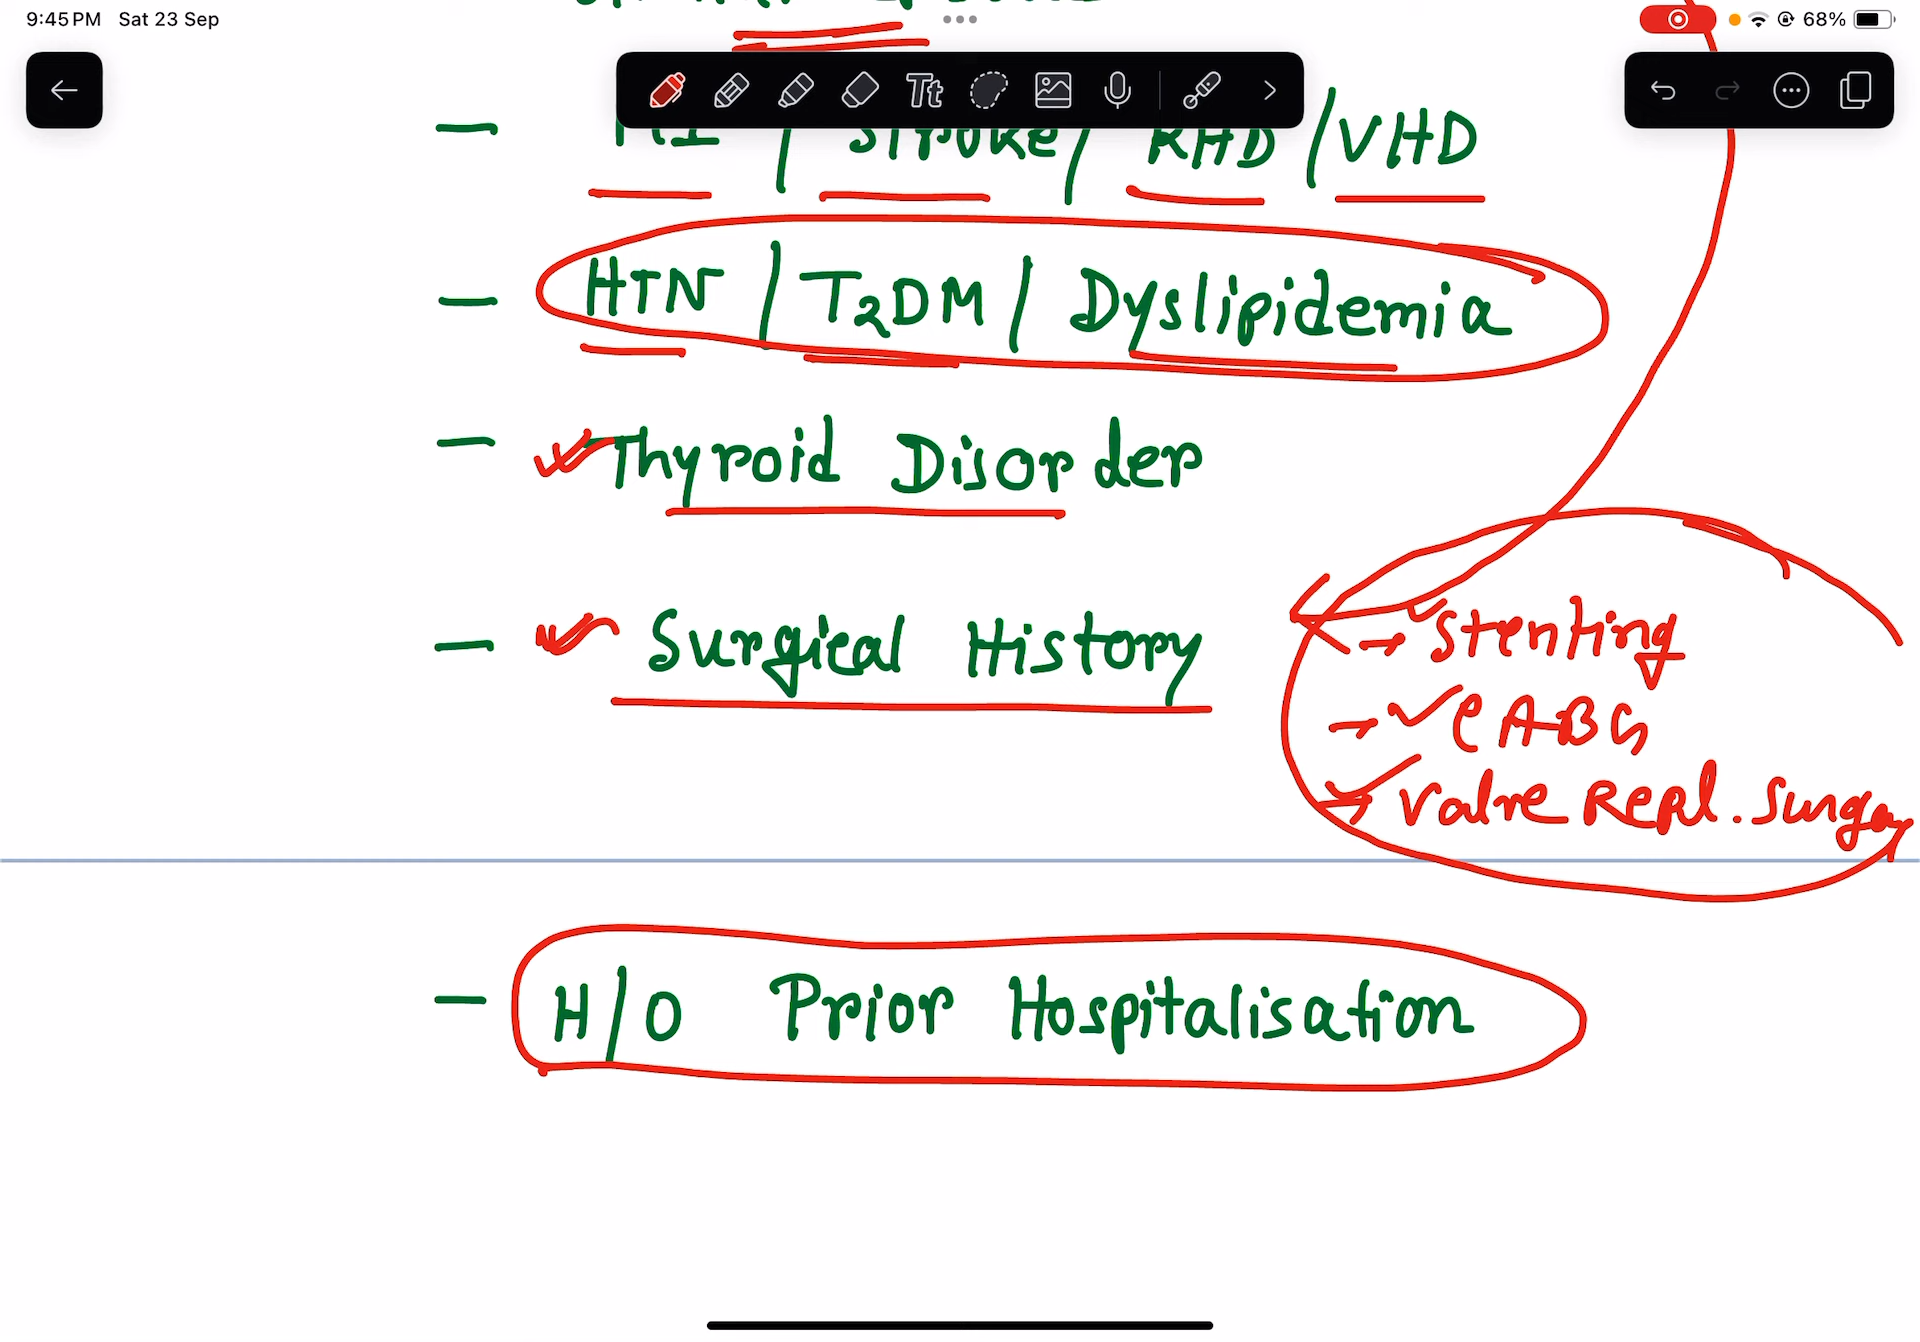 9:45 PM Sat 23 Sep
68%
Tt
- MI / Stroke / RHD / VHD
- HTN / T2DM / Dyslipidemia
- Thyroid Disorder
- Surgical History
→ Stenting
→ CABG
→ Valve Repl. Surgery
- H/O Prior Hospitalisation